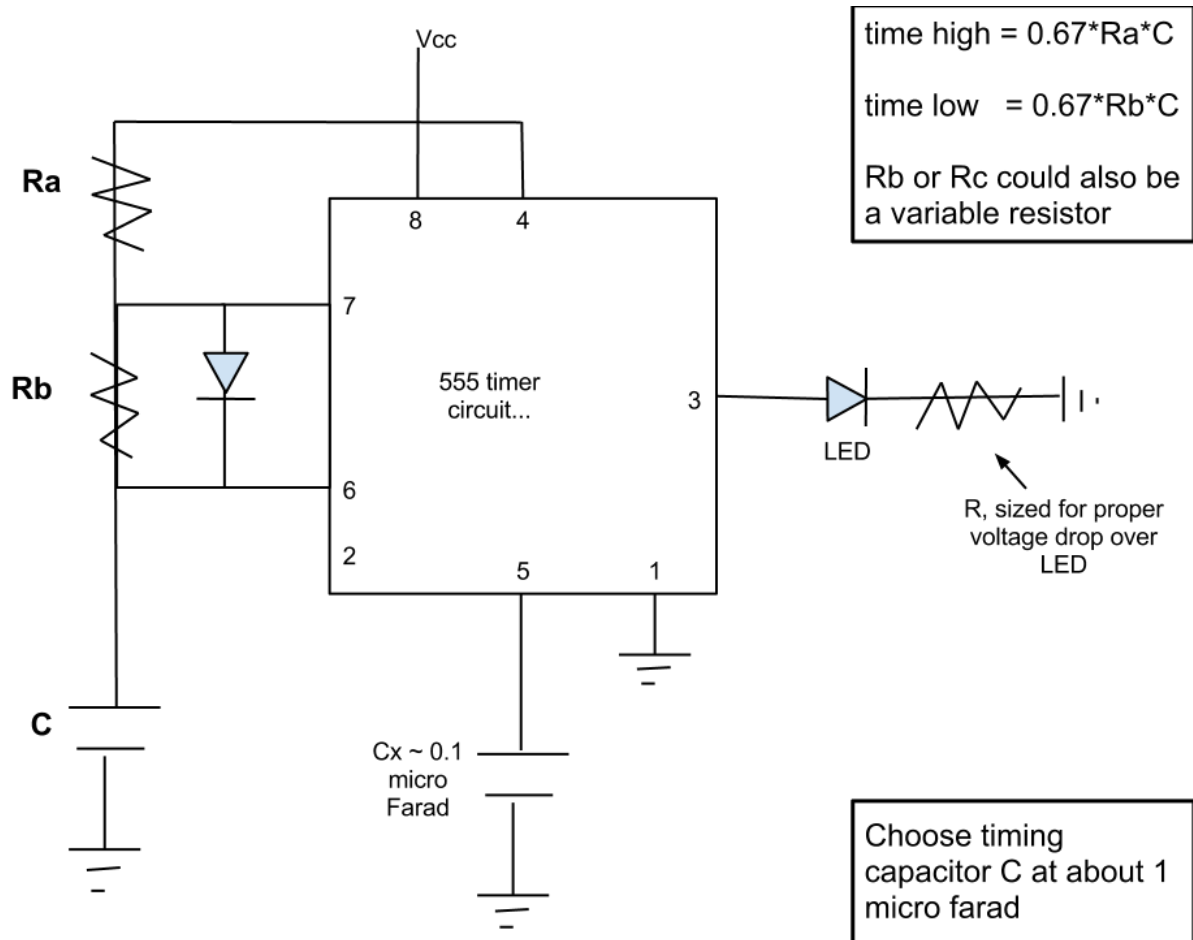 Vcc
time high = 0.67*Ra*C
time low = 0.67*Rb*C
Rb or Rc could also be
a variable resistor
Ra
8
4
7
Rb
555 timer
circuit...
3
LED
6
2
R, sized for proper
voltage drop over
LED
5
1
C
Cx ~ 0.1
micro
Farad
Choose timing
capacitor C at about 1
micro farad